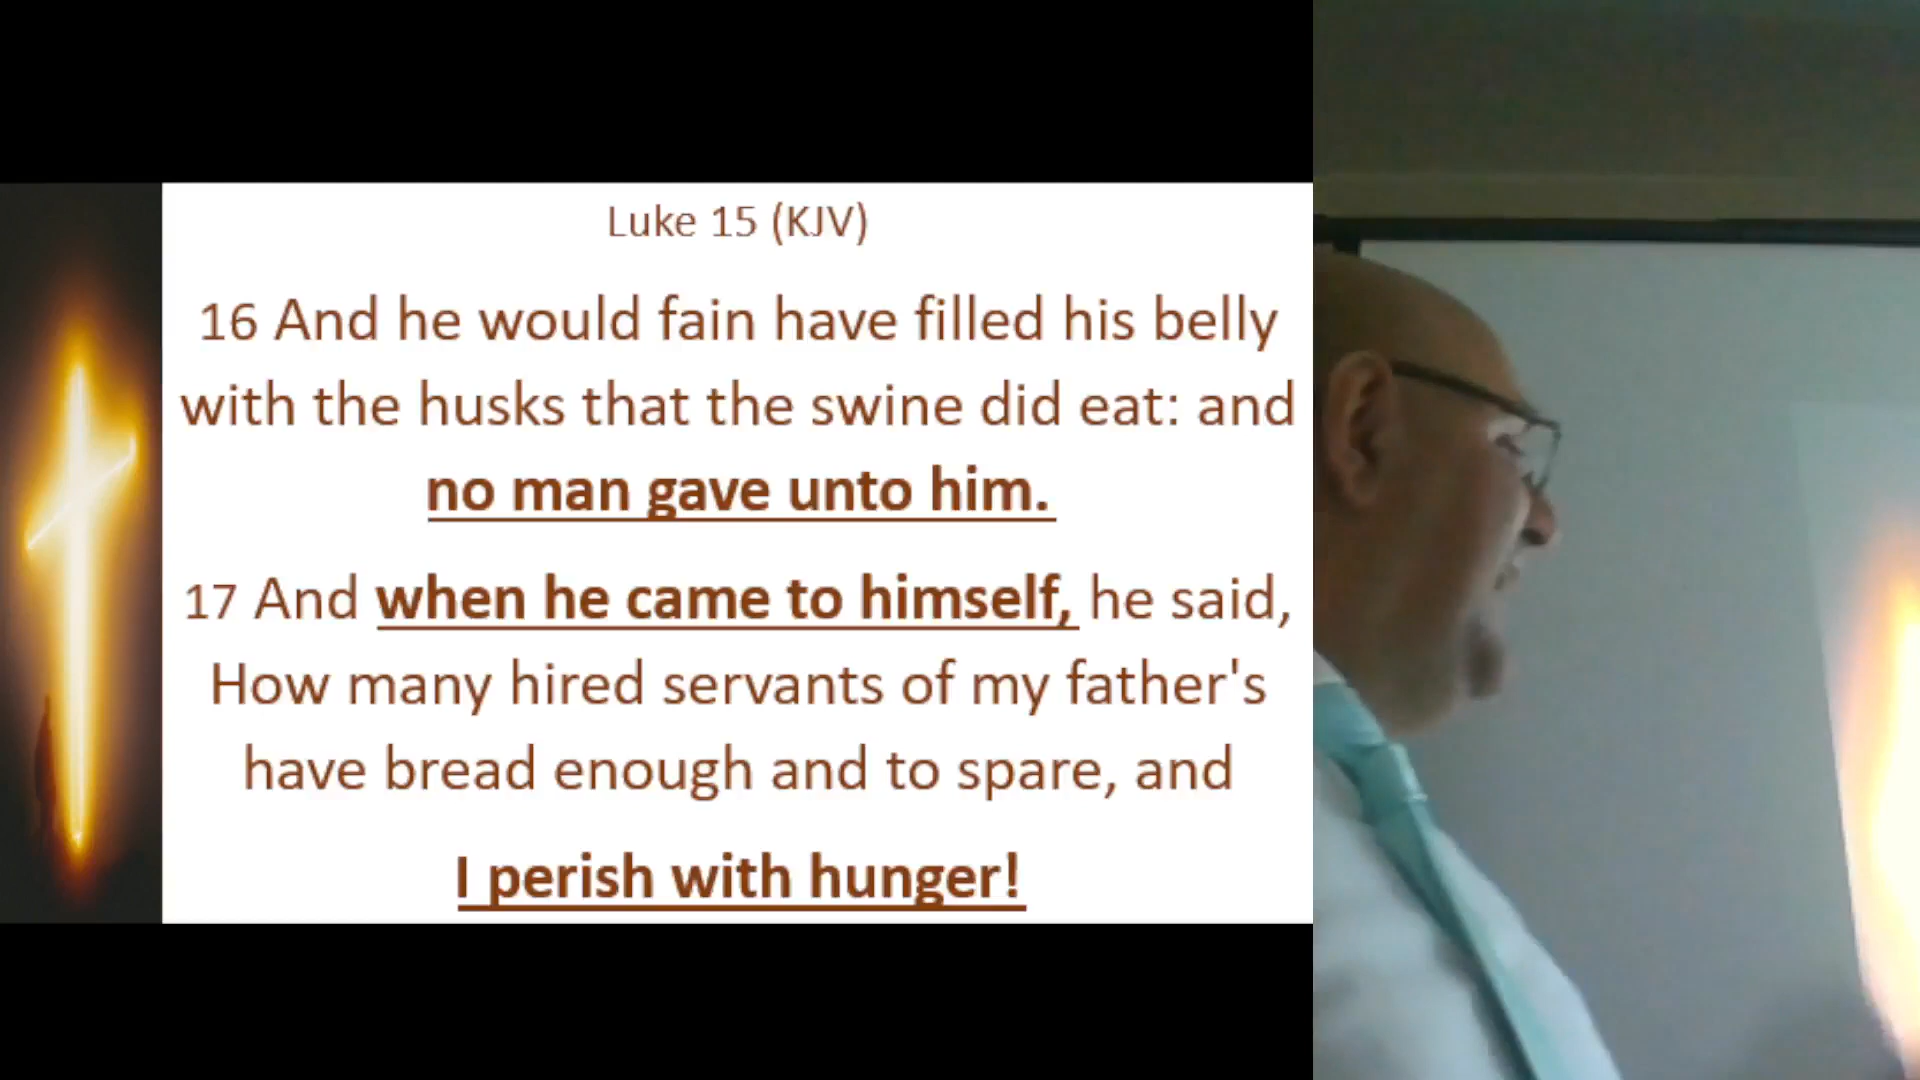 Luke 15 (KJV)
16 And he would fain have filled his belly
with the husks that the swine did eat: and
no man gave unto him.
17 And when he came to himself, he said,
How many hired servants of my father's
have bread enough and to spare, and
I perish with hunger!